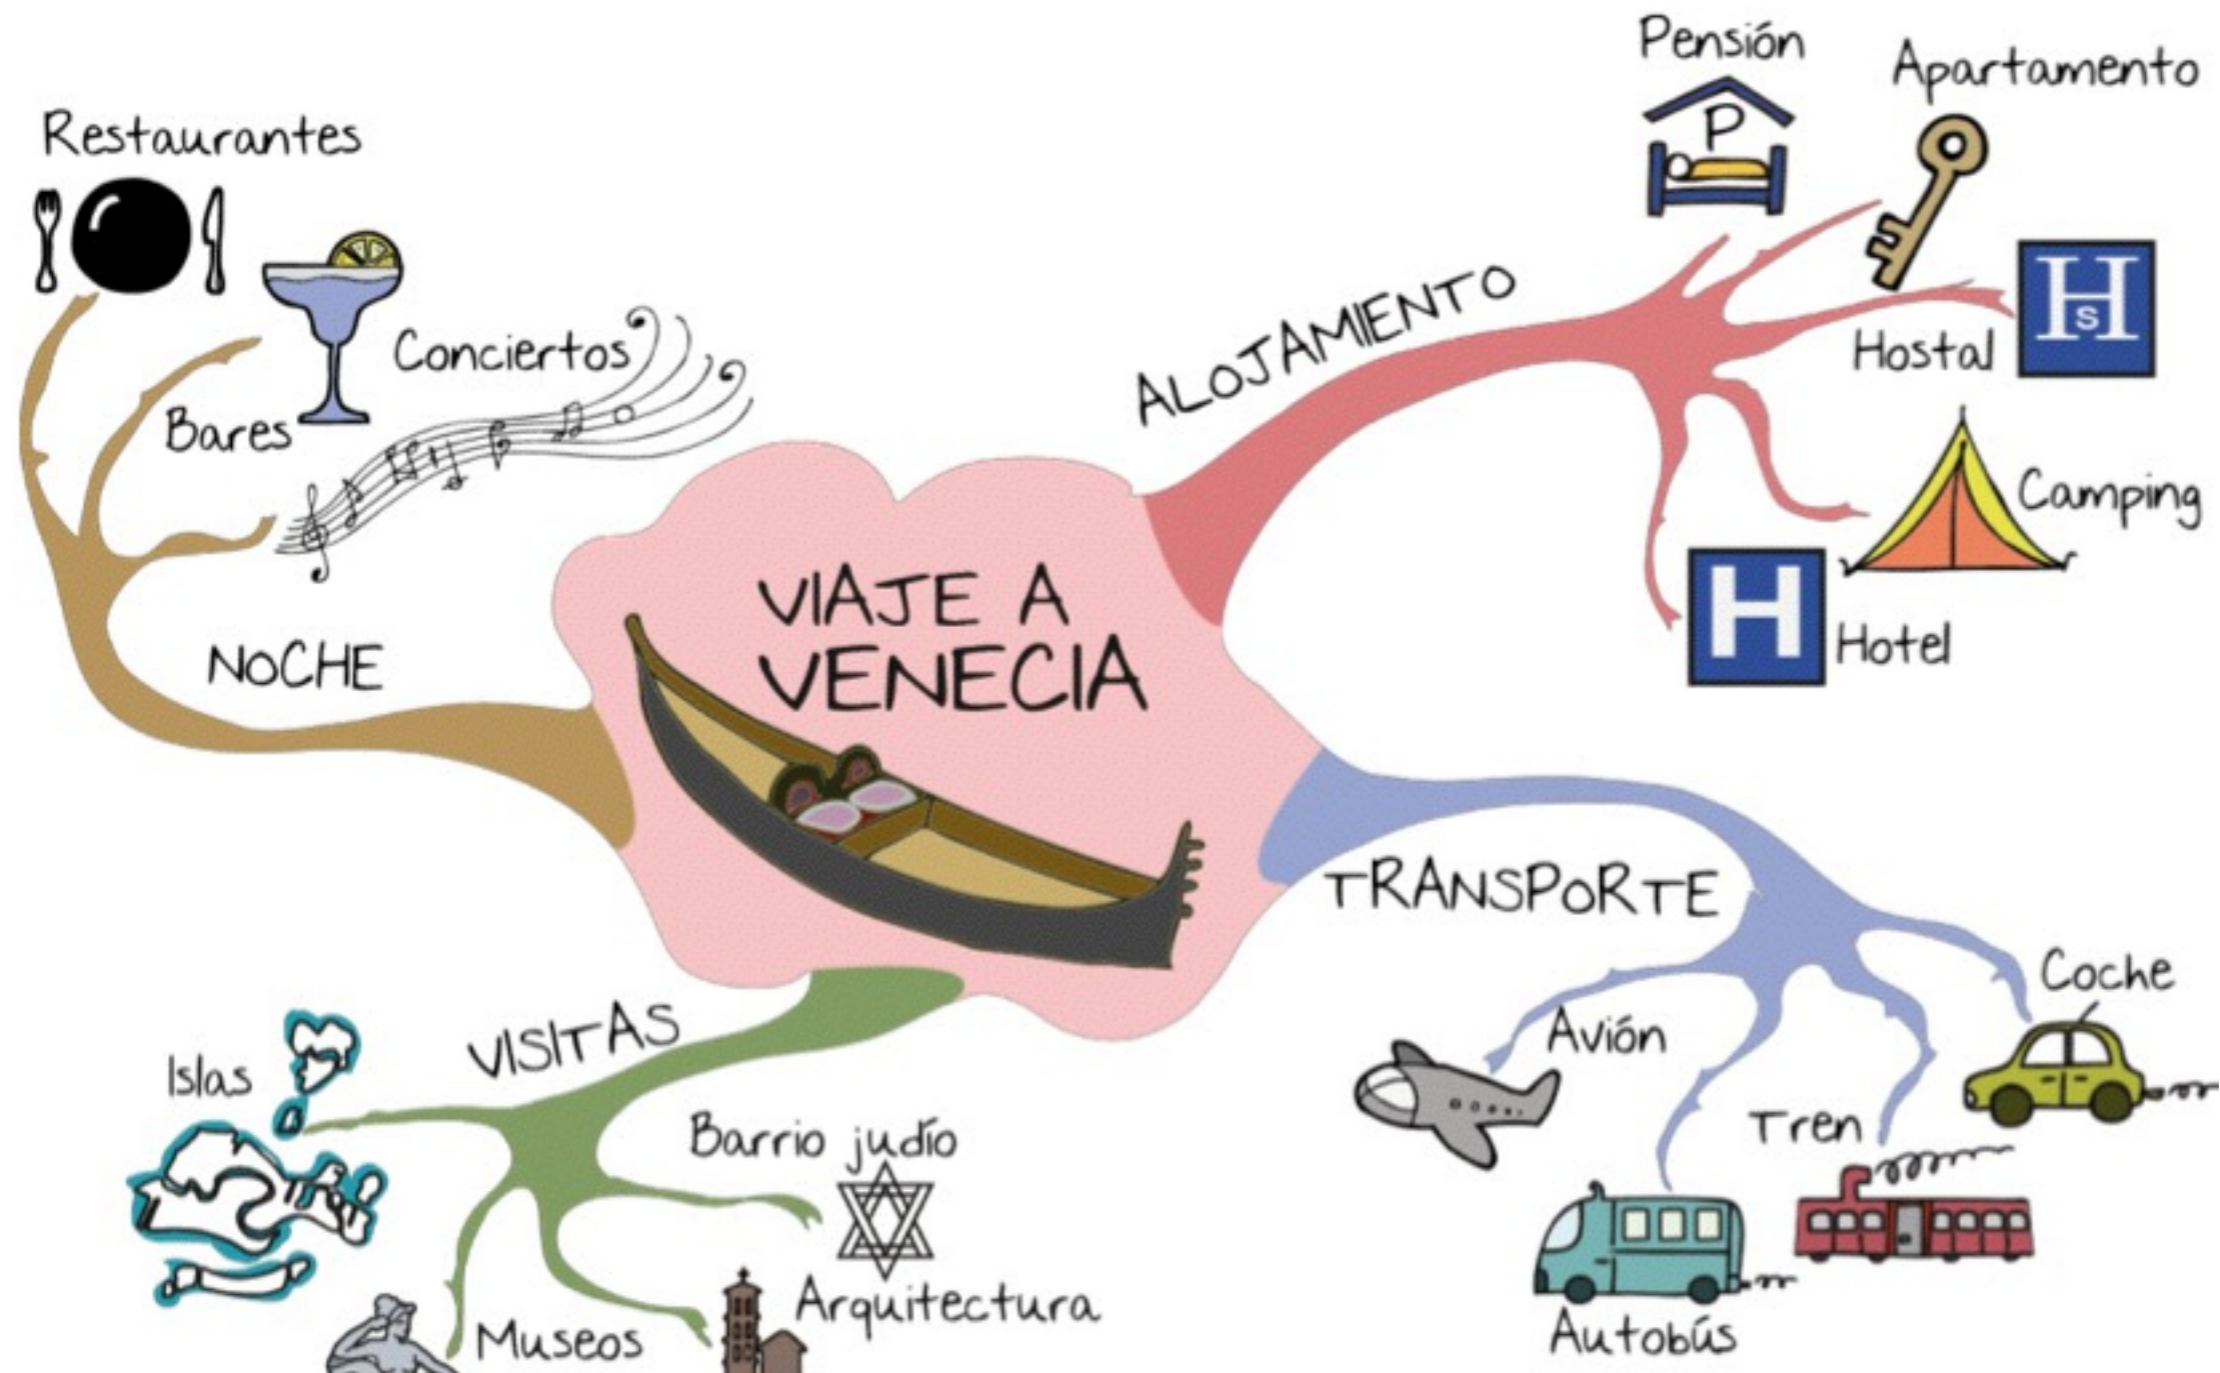 VIAJE A
VENECIA
ALOJAMIENTO
Pensión
P
Apartamento
Hostal
Hs
Camping
H
Hotel
TRANSPORTE
Coche
Tren
Autobús
Avión
VISITAS
Barrio judío
Arquitectura
Museos
Islas
NOCHE
Conciertos
Bares
Restaurantes